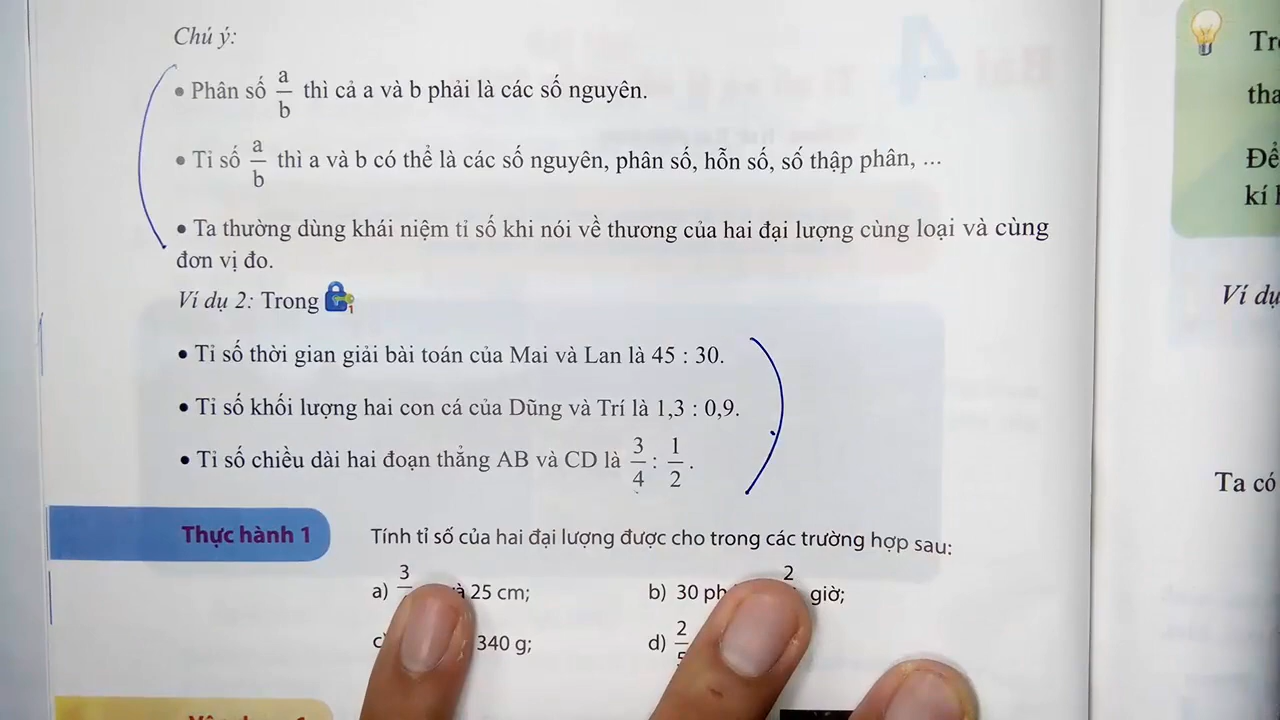 Chú ý:
• Phân số a/b thì cả a và b phải là các số nguyên.
• Tỉ số a/b thì a và b có thể là các số nguyên, phân số, hỗn số, số thập phân, ...
• Ta thường dùng khái niệm tỉ số khi nói về thương của hai đại lượng cùng loại và cùng
đơn vị đo.
Ví dụ 2: Trong 1
• Tỉ số thời gian giải bài toán của Mai và Lan là 45 : 30.
• Tỉ số khối lượng hai con cá của Dũng và Trí là 1,3 : 0,9.
• Tỉ số chiều dài hai đoạn thẳng AB và CD là 3/4 : 1/2.
Thực hành 1
Tính tỉ số của hai đại lượng được cho trong các trường hợp sau:
a) 3 25 cm; b) 30 2 giờ;
340 g; d) 2
Để
Ví dụ
Ta có